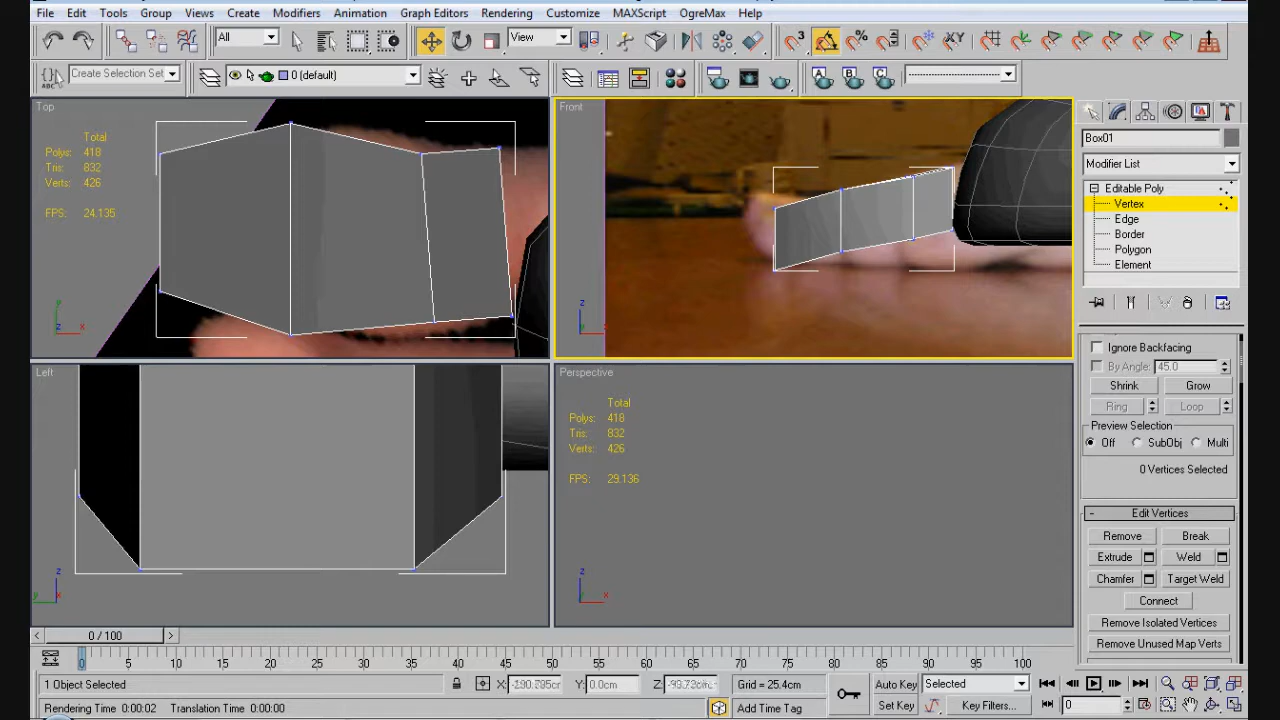 File Edit Tools Group Views Create Modifiers Animation Graph Editors Rendering Customize MAXScript OgreMax Help
All View
Create Selection Set 0 (default)
Top
Total
Polys: 418
Tris: 832
Verts: 426
FPS: 24.135
Front
Left
Perspective
Total
Polys: 418
Tris: 832
Verts: 426
FPS: 29.136
Box01
Modifier List
Editable Poly
Vertex
Edge
Border
Polygon
Element
Ignore Backfacing
By Angle: 45.0
Shrink Grow
Ring Loop
Preview Selection
Off SubObj Multi
0 Vertices Selected
- Edit Vertices
Remove Break
Extrude Weld
Chamfer Target Weld
Connect
Remove Isolated Vertices
Remove Unused Map Verts
< 0 / 100 >
0 5 10 15 20 25 30 35 40 45 50 55 60 65 70 75 80 85 90 95 100
1 Object Selected X: Y: 0.0cm Z: Grid = 25.4cm Auto Key Selected
Rendering Time 0:00:02 Translation Time 0:00:00 Add Time Tag Set Key Key Filters... 0